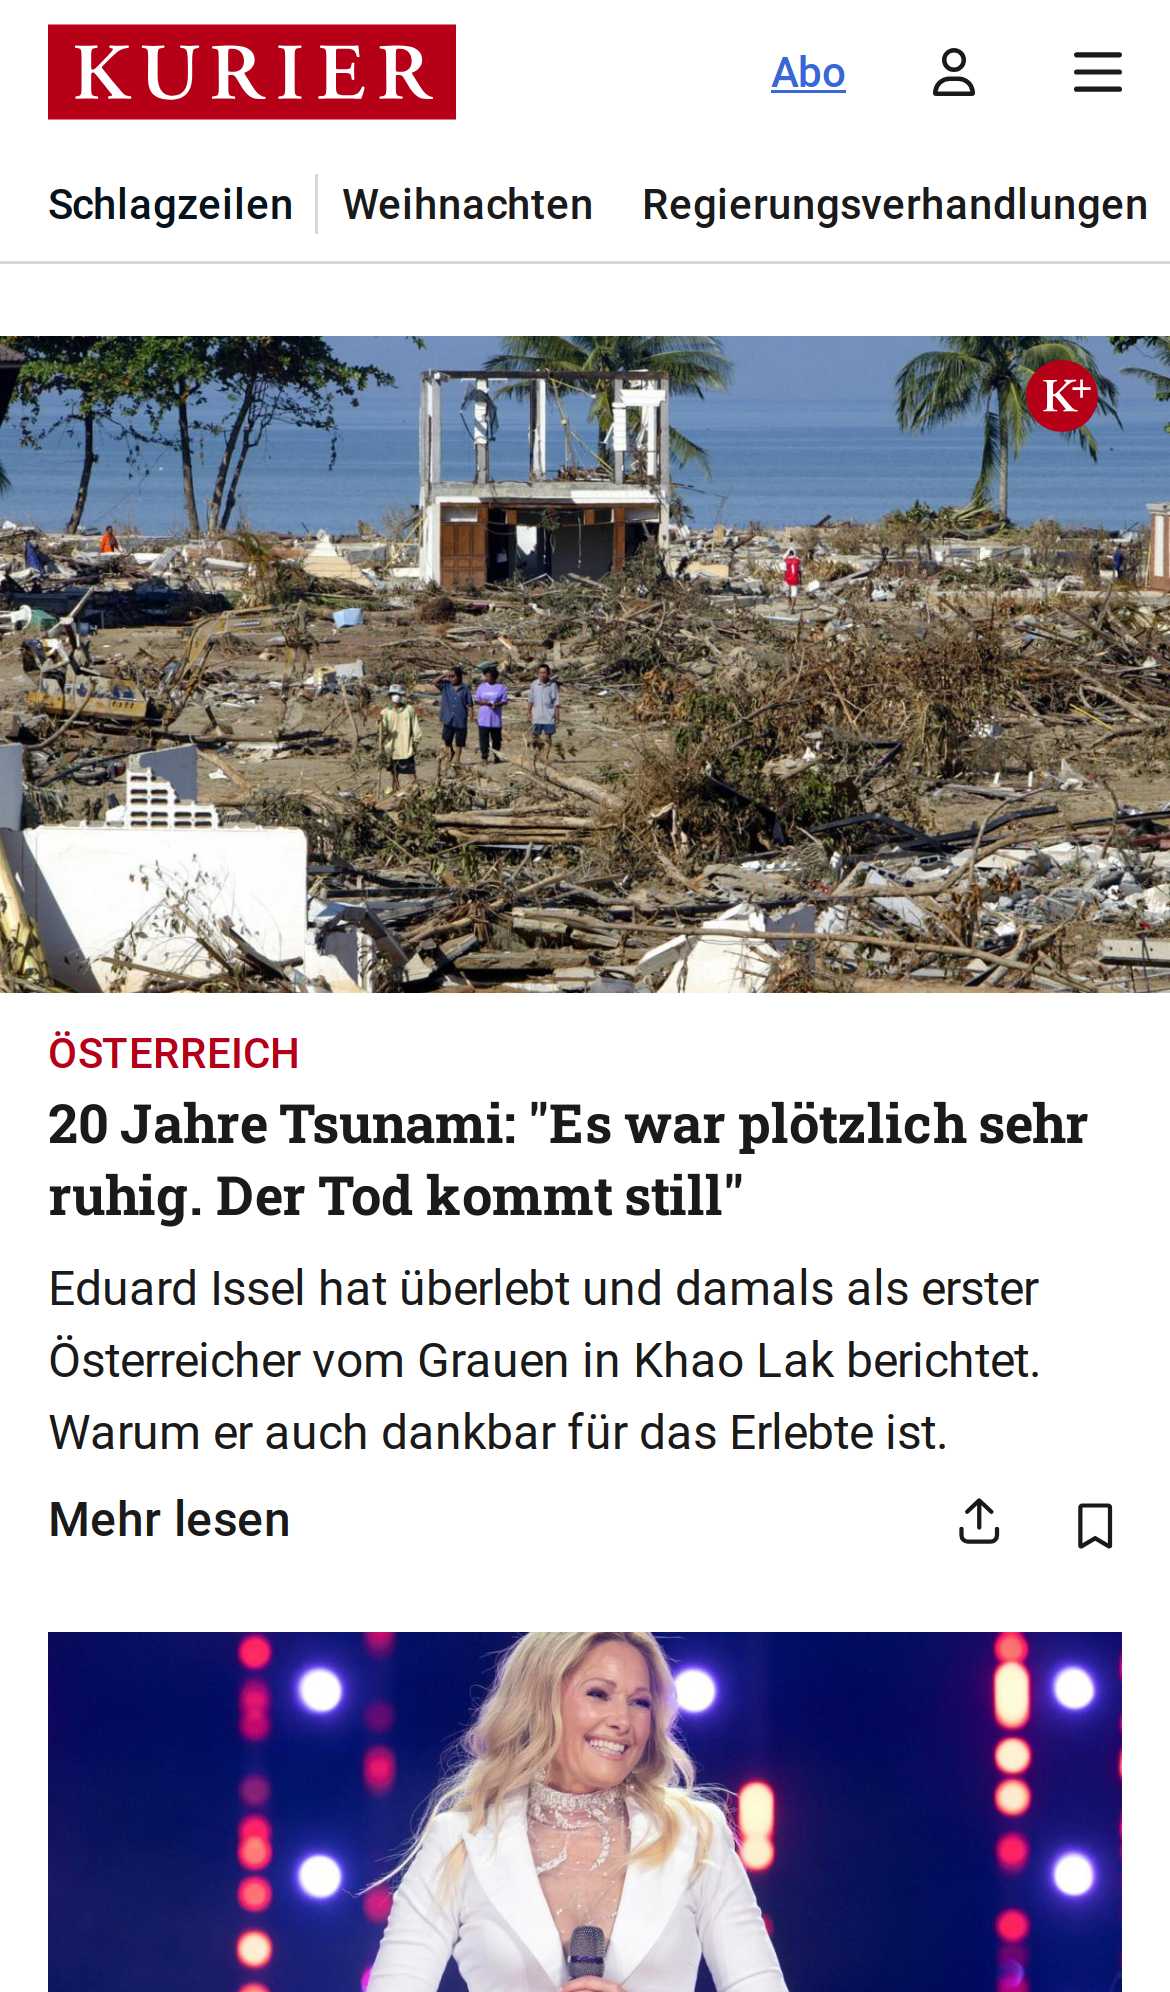 KURIER
Abo
Schlagzeilen
Weihnachten
Regierungsverhandlungen
K+
ÖSTERREICH
20 Jahre Tsunami: "Es war plötzlich sehr
ruhig. Der Tod kommt still"
Eduard Issel hat überlebt und damals als erster
Österreicher vom Grauen in Khao Lak berichtet.
Warum er auch dankbar für das Erlebte ist.
Mehr lesen